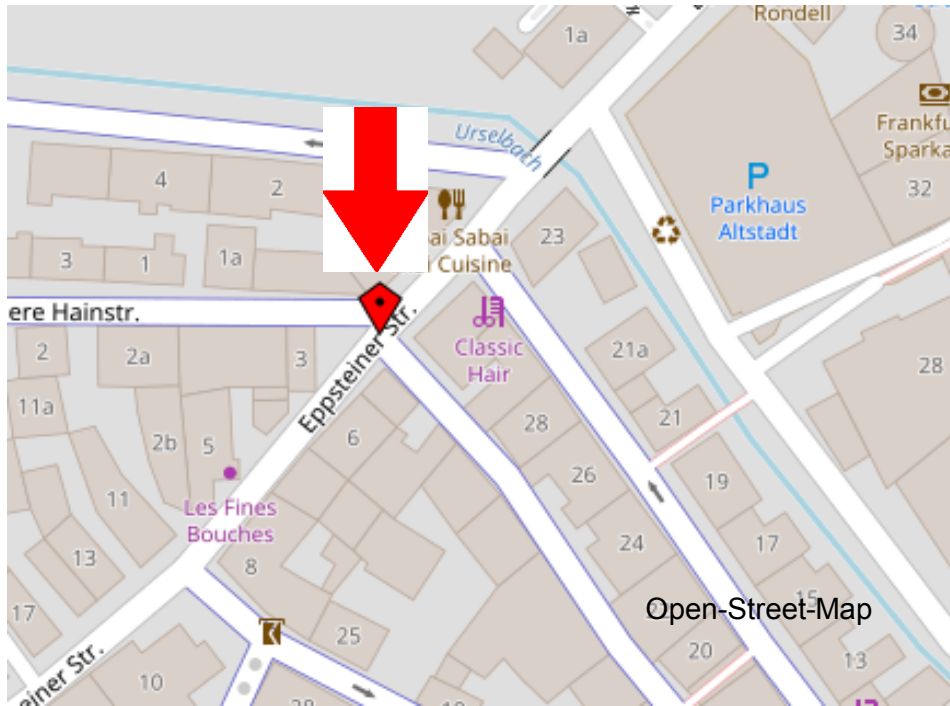 Rondell
34
1a
Frankfu
Sparka
Urselbach
4
2
P
Parkhaus
Altstadt
32
ai Sabai
Cuisine
23
3
1
1a
ere Hainstr.
Eppsteiner Str.
Classic
Hair
2
2a
3
21a
28
11a
6
28
21
2b
5
26
19
11
Les Fines
Bouches
24
17
13
8
Open-Street-Map
15
17
25
20
13
einer Str.
10